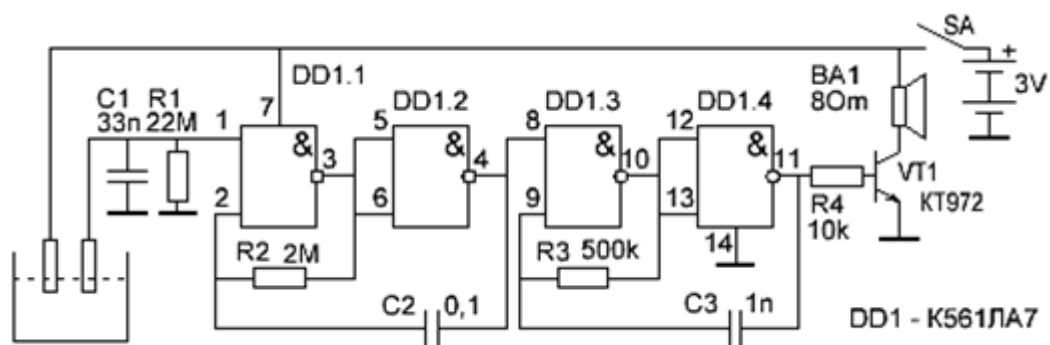 SA
+
3V
BA1
8Om
DD1.1
C1 R1
33n 22M
7
DD1.2
DD1.3
DD1.4
1
&
3
2
5
&
4
6
8
&
10
9
12
&
11
13
14
R4
10k
VT1
KT972
R2 2M
R3 500k
C2 0,1
C3 1n
DD1 - К561ЛА7